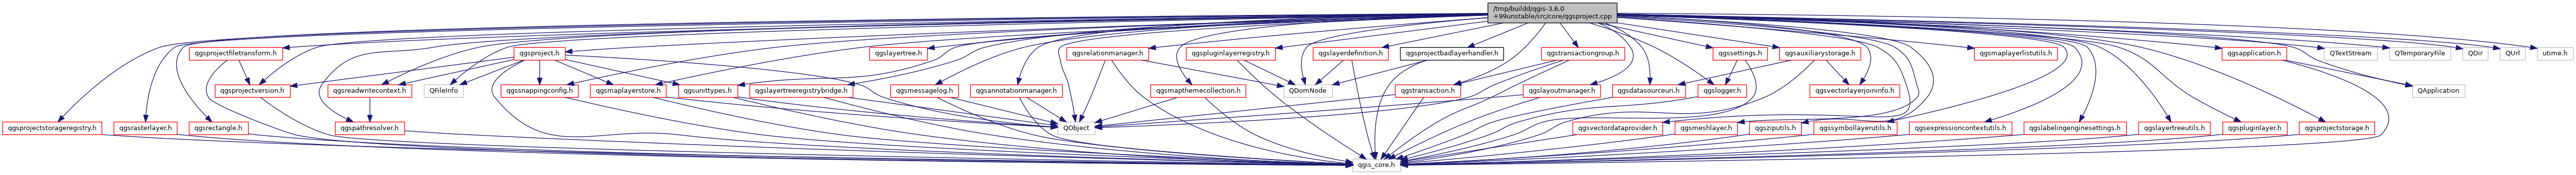 /tmp/buildd/qgis-3.6.0
+99unstable/src/core/qgsproject.cpp
qgsprojectfiletransform.h
qgsproject.h
qgslayertree.h
qgsrelationmanager.h
qgspluginlayerregistry.h
qgslayerdefinition.h
qgsprojectbadlayerhandler.h
qgstransactiongroup.h
qgssettings.h
qgsauxiliarystorage.h
qgsmaplayerlistutils.h
qgsapplication.h
QTextStream
QTemporaryFile
QDir
QUrl
utime.h
qgsprojectversion.h
qgsreadwritecontext.h
QFileInfo
qgssnappingconfig.h
qgsmaplayerstore.h
qgsunittypes.h
qgslayertreeregistrybridge.h
qgsmessagelog.h
qgsannotationmanager.h
qgsmapthemecollection.h
QDomNode
qgstransaction.h
qgslayoutmanager.h
qgsdatasourceuri.h
qgslogger.h
qgsvectorlayerjoininfo.h
QApplication
qgsprojectstorageregistry.h
qgsrasterlayer.h
qgsrectangle.h
qgspathresolver.h
QObject
qgsvectordataprovider.h
qgsmeshlayer.h
qgsziputils.h
qgssymbollayerutils.h
qgsexpressioncontextutils.h
qgslabelingenginesettings.h
qgslayertreeutils.h
qgspluginlayer.h
qgsprojectstorage.h
qgis_core.h